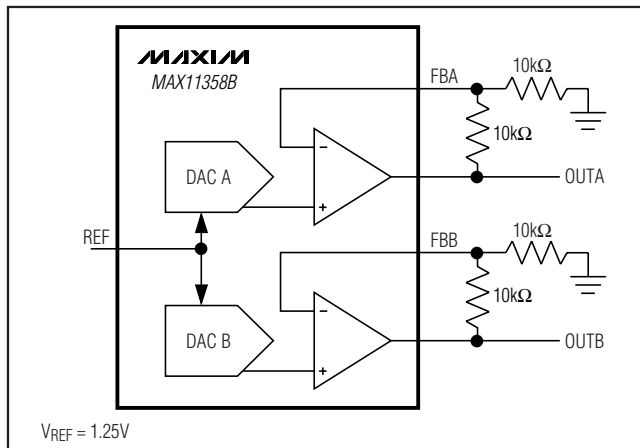 MAXIM
MAX11358B
FBA
10kΩ
10kΩ
DAC A
OUTA
REF
FBB
10kΩ
10kΩ
DAC B
OUTB
VREF = 1.25V